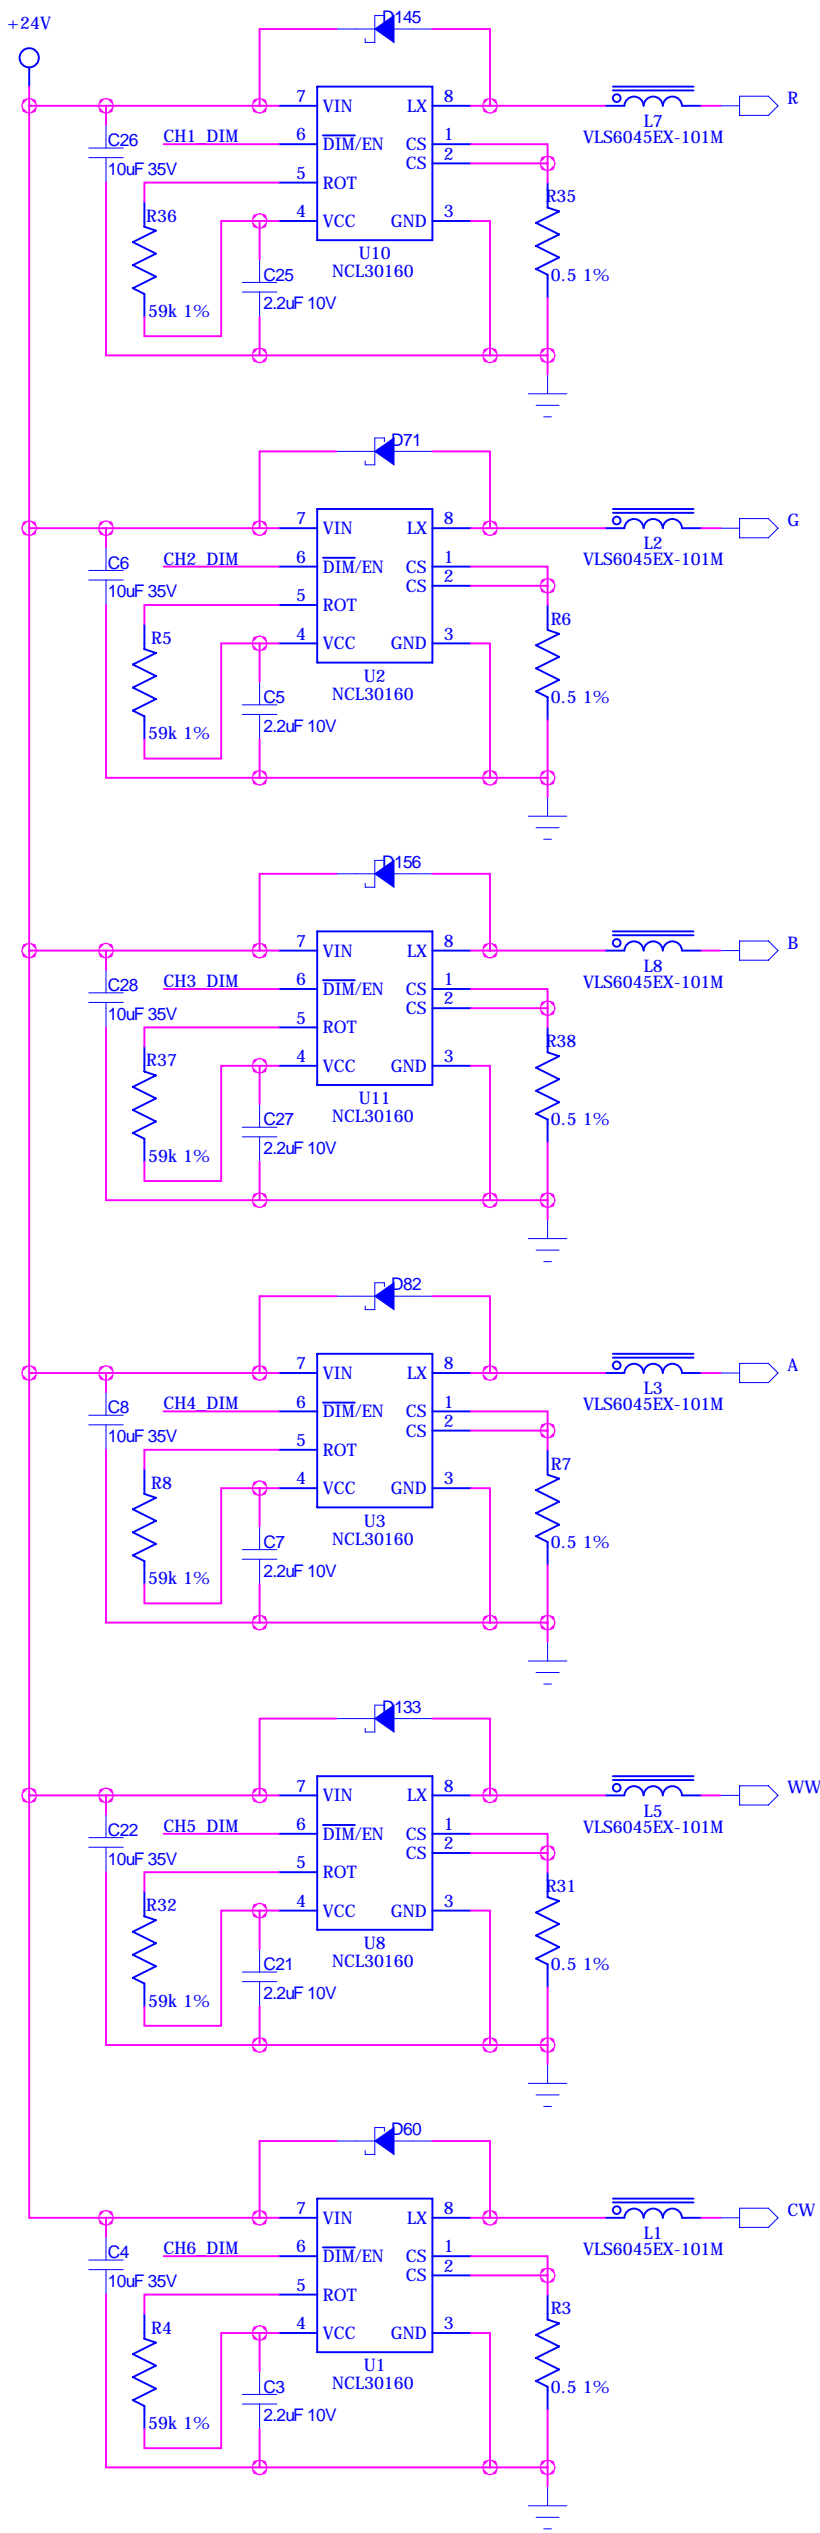 +24V
D145
7 VIN LX 8
R
C26
10uF 35V
CH1_DIM
6 DIM/EN CS 1
CS 2
L7
VLS6045EX-101M
5 ROT
R36
59k 1%
4 VCC GND 3
R35
0.5 1%
U10
NCL30160
C25
2.2uF 10V
D71
7 VIN LX 8
G
C6
10uF 35V
CH2_DIM
6 DIM/EN CS 1
CS 2
L2
VLS6045EX-101M
5 ROT
R5
59k 1%
4 VCC GND 3
R6
0.5 1%
U2
NCL30160
C5
2.2uF 10V
D156
7 VIN LX 8
B
C28
10uF 35V
CH3_DIM
6 DIM/EN CS 1
CS 2
L8
VLS6045EX-101M
5 ROT
R37
59k 1%
4 VCC GND 3
R38
0.5 1%
U11
NCL30160
C27
2.2uF 10V
D82
7 VIN LX 8
A
C8
10uF 35V
CH4_DIM
6 DIM/EN CS 1
CS 2
L3
VLS6045EX-101M
5 ROT
R8
59k 1%
4 VCC GND 3
R7
0.5 1%
U3
NCL30160
C7
2.2uF 10V
D133
7 VIN LX 8
WW
C22
10uF 35V
CH5_DIM
6 DIM/EN CS 1
CS 2
L5
VLS6045EX-101M
5 ROT
R32
59k 1%
4 VCC GND 3
R31
0.5 1%
U8
NCL30160
C21
2.2uF 10V
D60
7 VIN LX 8
CW
C4
10uF 35V
CH6_DIM
6 DIM/EN CS 1
CS 2
L1
VLS6045EX-101M
5 ROT
R4
59k 1%
4 VCC GND 3
R3
0.5 1%
U1
NCL30160
C3
2.2uF 10V